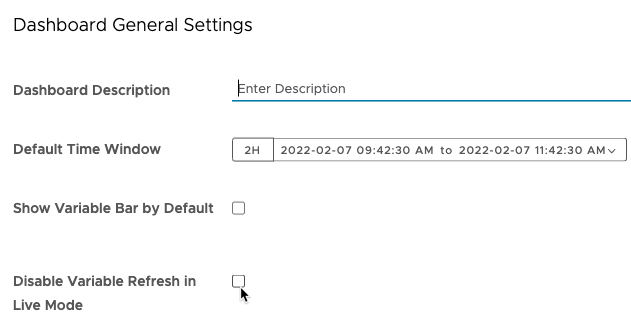 Dashboard General Settings
Dashboard Description
Enter Description
Default Time Window
2H 2022-02-07 09:42:30 AM to 2022-02-07 11:42:30 AM
Show Variable Bar by Default
Disable Variable Refresh in
Live Mode